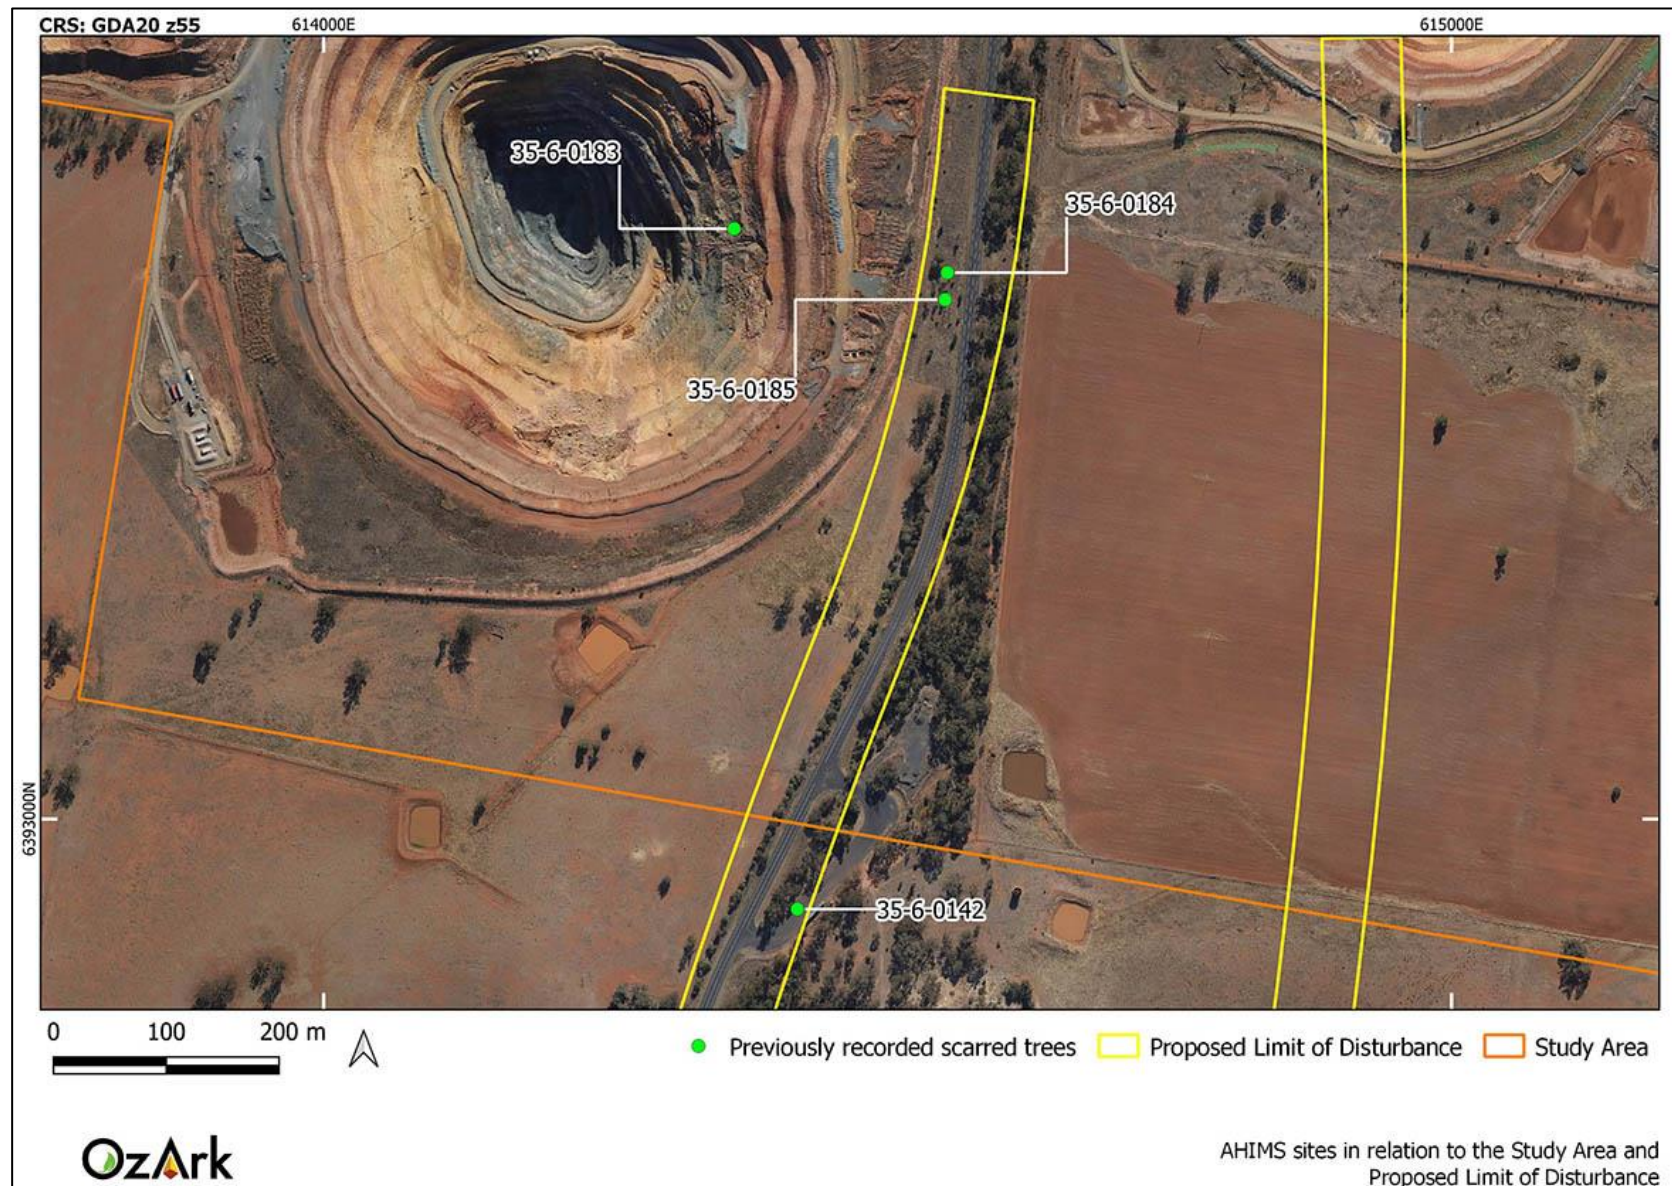 CRS: GDA20 z55
614000E
615000E
35-6-0183
35-6-0184
35-6-0185
6393000N
35-6-0142
0 100 200 m
Previously recorded scarred trees
Proposed Limit of Disturbance
Study Area
OzArk
AHIMS sites in relation to the Study Area and
Proposed Limit of Disturbance